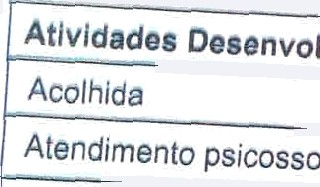 Atividades Desenvol
Acolhida
Atendimento psicosso